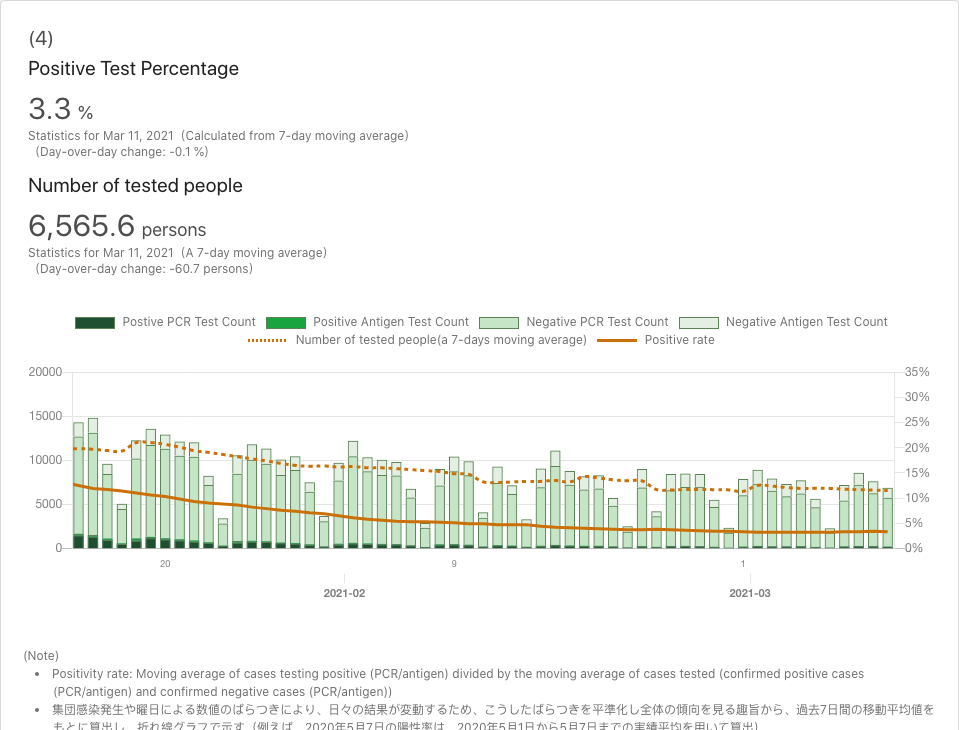 (4)
Positive Test Percentage
3.3 %
Statistics for Mar 11, 2021 (Calculated from 7-day moving average)
(Day-over-day change: -0.1 %)
Number of tested people
6,565.6 persons
Statistics for Mar 11, 2021 (A 7-day moving average)
(Day-over-day change: -60.7 persons)
Postive PCR Test Count Positive Antigen Test Count Negative PCR Test Count Negative Antigen Test Count
Number of tested people(a 7-days moving average) Positive rate
20000 35%
30%
15000 25%
20%
10000 15%
10%
5000 5%
0 0%
20 9 1
2021-02 2021-03
(Note)
• Positivity rate: Moving average of cases testing positive (PCR/antigen) divided by the moving average of cases tested (confirmed positive cases
(PCR/antigen) and confirmed negative cases (PCR/antigen))
• 集団感染発生や曜日による数値のばらつきにより、日々の結果が変動するため、こうしたばらつきを平準化し全体の傾向を見る趣旨から、過去7日間の移動平均値を
もとに算出し、折れ線グラフで示す（例えば、2020年5月7日の陽性率は、2020年5月1日から5月7日までの実績平均を用いて算出）